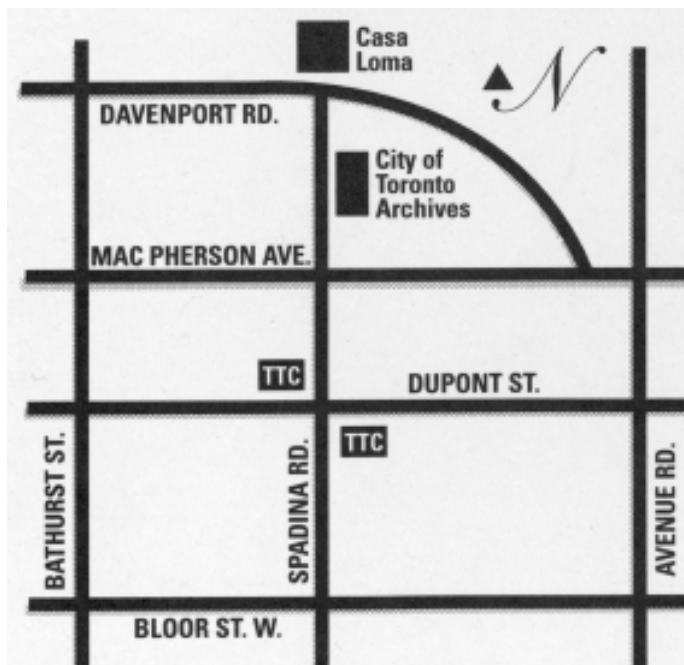 Casa
Loma
N
DAVENPORT RD.
City of
Toronto
Archives
MAC PHERSON AVE.
TTC
DUPONT ST.
TTC
BATHURST ST.
SPADINA RD.
AVENUE RD.
BLOOR ST. W.